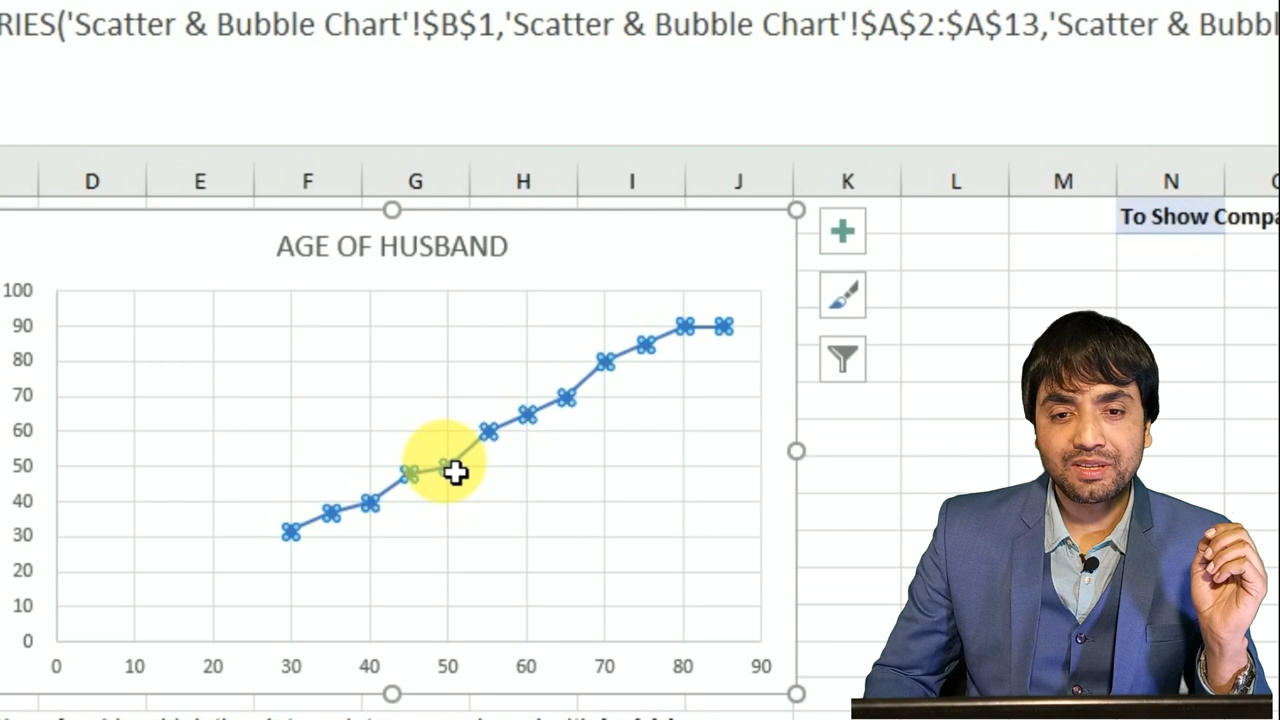 RIES('Scatter & Bubble Chart'!$B$1,'Scatter & Bubble Chart'!$A$2:$A$13,'Scatter & Bubbl
D E F G H I J K L M N
To Show Compa
AGE OF HUSBAND
100
90
80
70
60
50
40
30
20
10
0
0 10 20 30 40 50 60 70 80 90